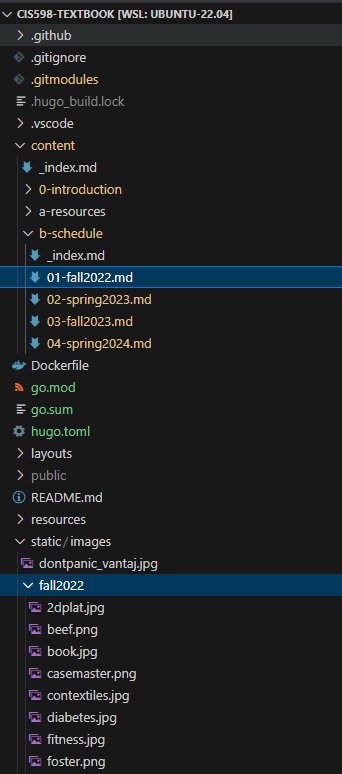 CIS598-TEXTBOOK [WSL: UBUNTU-22.04]
.github
.gitignore
.gitmodules
.hugo_build.lock
.vscode
content
_index.md
0-introduction
a-resources
b-schedule
_index.md
01-fall2022.md
02-spring2023.md
03-fall2023.md
04-spring2024.md
Dockerfile
go.mod
go.sum
hugo.toml
layouts
public
README.md
resources
static/images
dontpanic_vantaj.jpg
fall2022
2dplat.jpg
beef.png
book.jpg
casemaster.png
contextiles.jpg
diabetes.jpg
fitness.jpg
foster.png